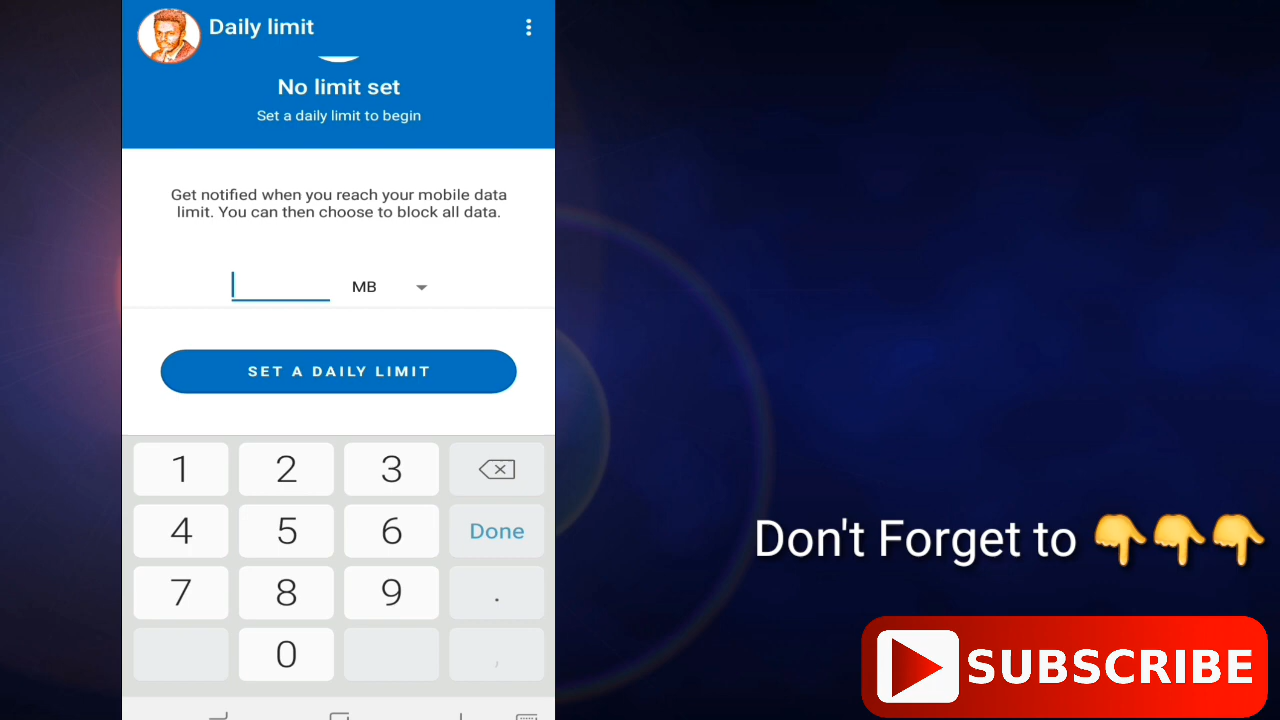 Daily limit
No limit set
Set a daily limit to begin
Get notified when you reach your mobile data
limit. You can then choose to block all data.
MB
SET A DAILY LIMIT
1 2 3
4 5 6 Done
7 8 9 .
0 ,
Don't Forget to 👇👇👇
SUBSCRIBE